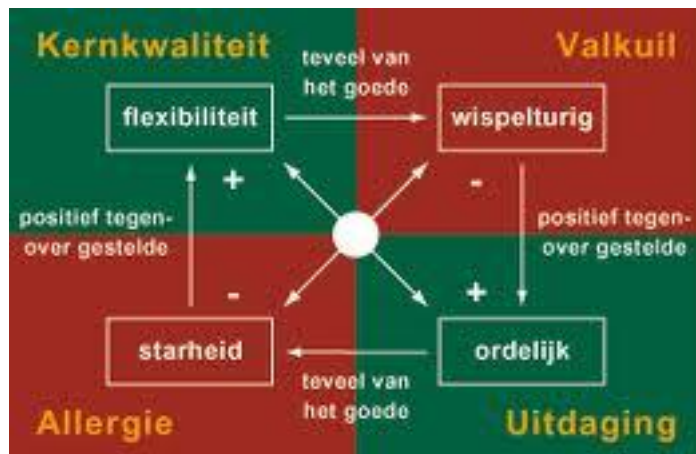 Kernkwaliteit
teveel van
het goede
Valkuil
flexibiliteit
wispelturig
+
-
positief tegen-
over gestelde
positief tegen-
over gestelde
-
+
starheid
ordelijk
teveel van
het goede
Allergie
Uitdaging